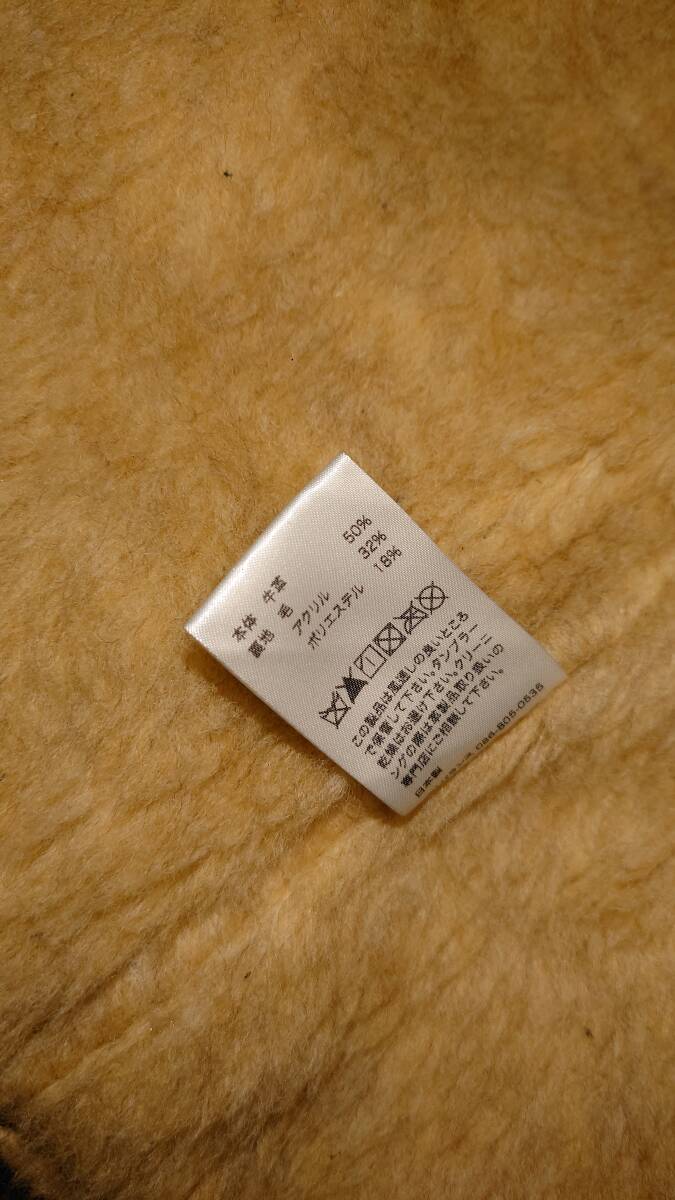 本体 牛革
裏地 毛 50%
アクリル 32%
ポリエステル 18%
この製品は風通しの良いところ
で保管して下さい。タンブラー
乾燥はお避け下さい。クリーニ
ングの際は革製品取り扱いの
専門店にご相談して下さい。
日本製 086-805-0535